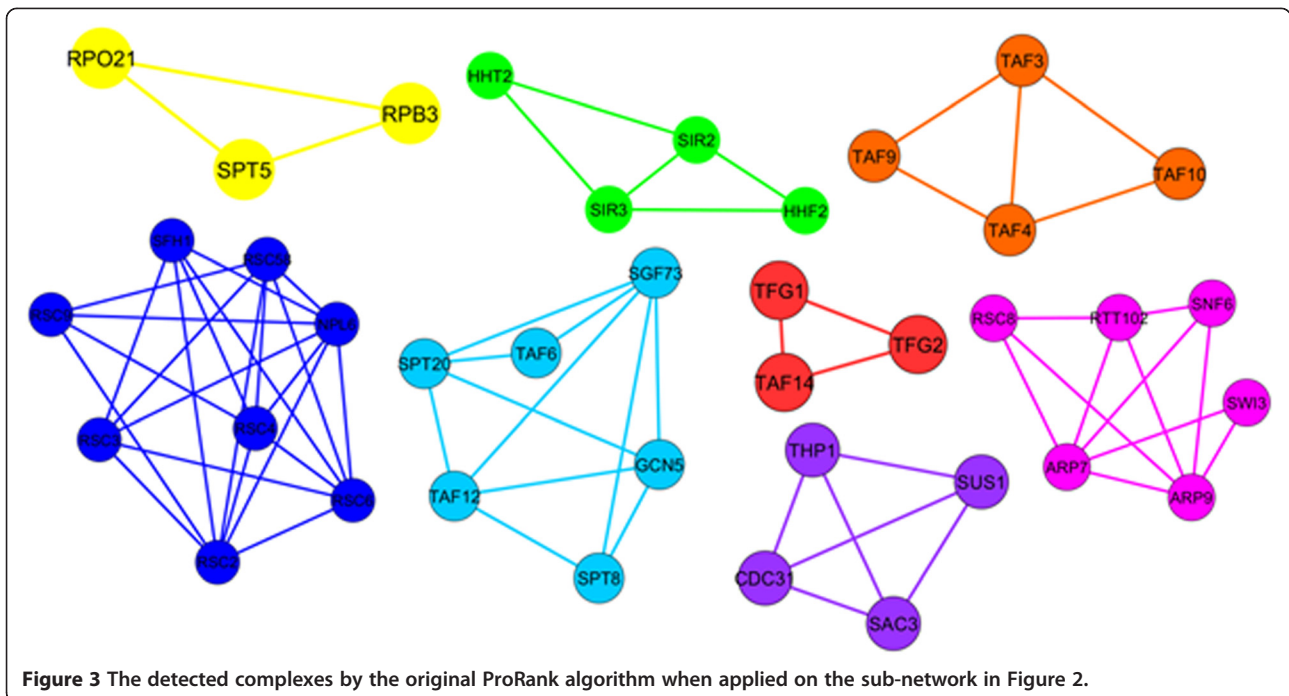 RPO21
RPB3
SPT5
HHT2
SIR2
SIR3
HHF2
TAF3
TAF9
TAF10
TAF4
SFH1
RSC58
RSC9
NPL6
RSC3
RSC4
RSC6
RSC2
SGF73
TAF6
SPT20
GCN5
TAF12
SPT8
TFG1
TFG2
TAF14
THP1
SUS1
CDC31
SAC3
RSC8
RTT102
SNF6
SWI3
ARP7
ARP9
Figure 3 The detected complexes by the original ProRank algorithm when applied on the sub-network in Figure 2.